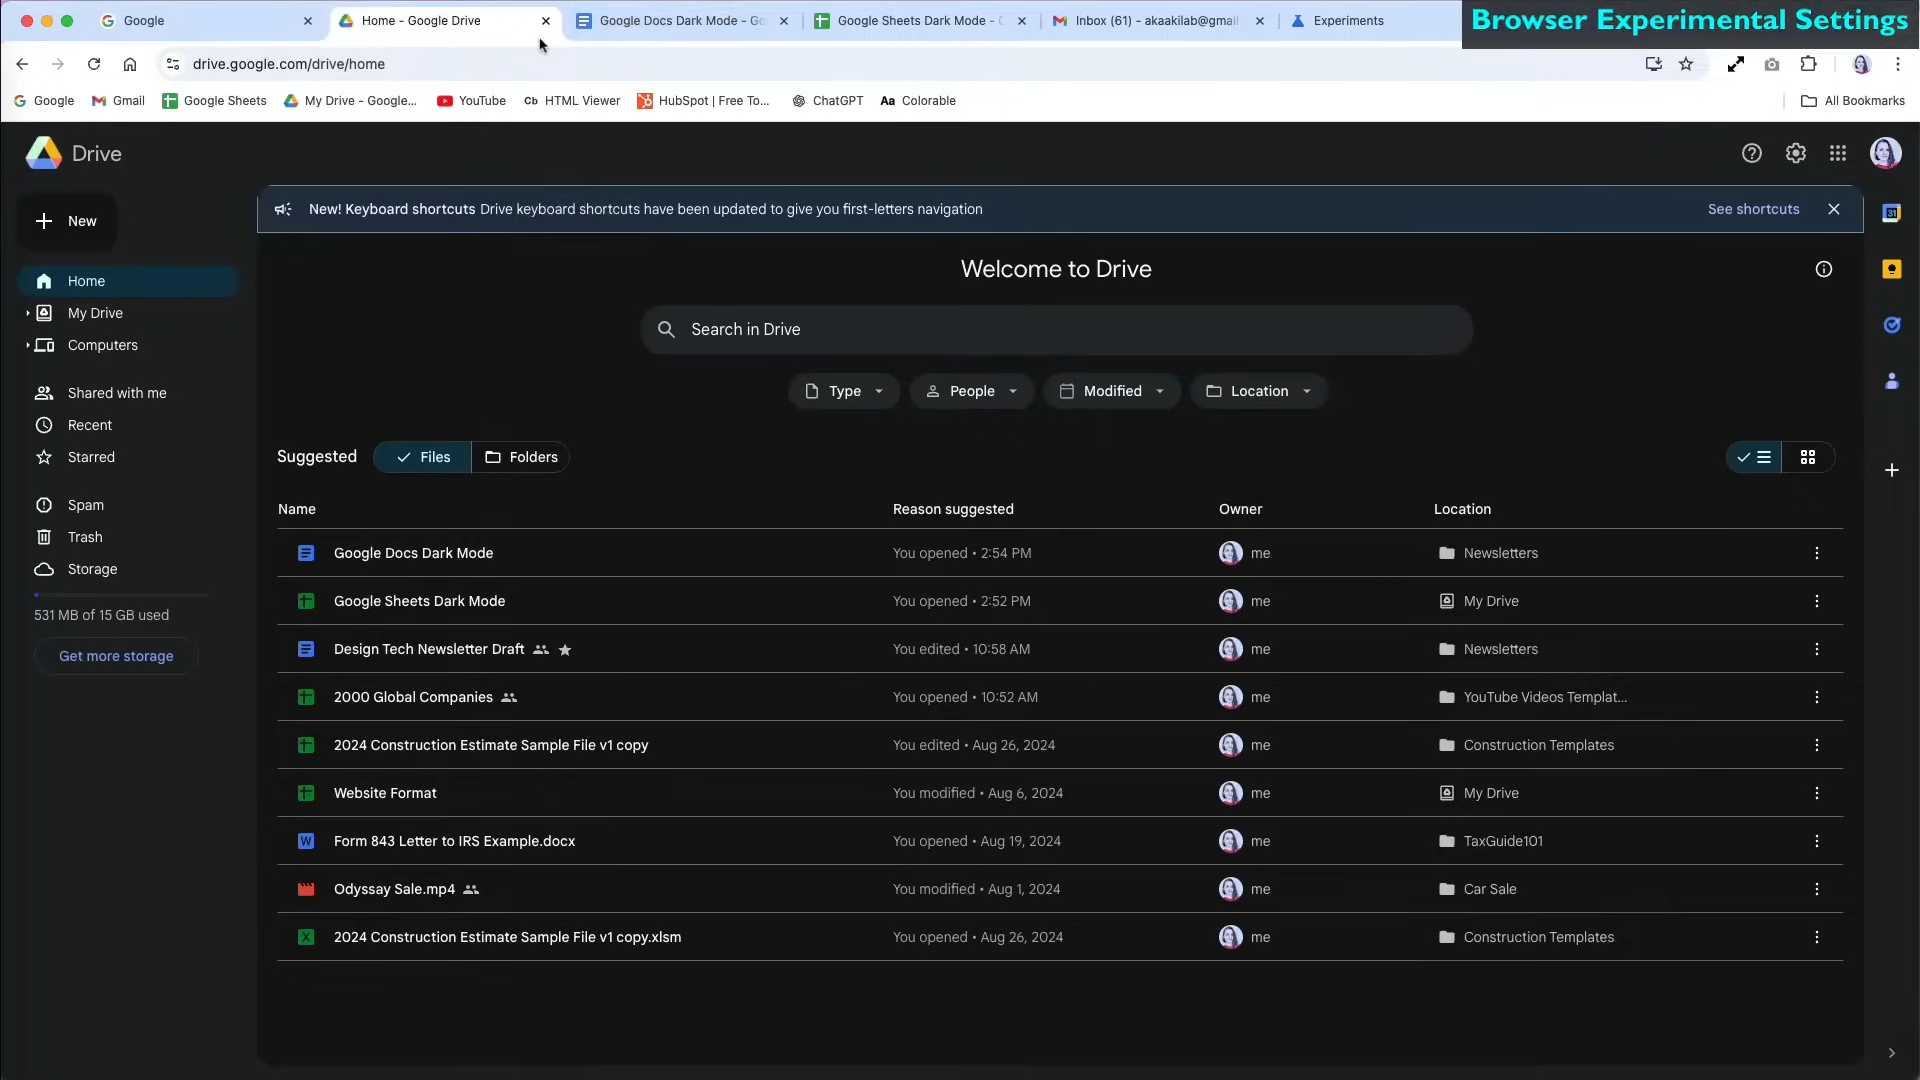 Google
Home - Google Drive
Google Docs Dark Mode - Go
Google Sheets Dark Mode -
Inbox (61) - akaakilab@gmail
Experiments
Browser Experimental Settings
drive.google.com/drive/home
Google
Gmail
Google Sheets
My Drive - Google...
YouTube
Cb HTML Viewer
HubSpot | Free To...
ChatGPT
Aa Colorable
All Bookmarks
Drive
New
Home
My Drive
Computers
Shared with me
Recent
Starred
Spam
Trash
Storage
531 MB of 15 GB used
Get more storage
New! Keyboard shortcuts Drive keyboard shortcuts have been updated to give you first-letters navigation
See shortcuts
Welcome to Drive
Search in Drive
Type
People
Modified
Location
Suggested
Files
Folders
Name Reason suggested Owner Location
Google Docs Dark Mode You opened • 2:54 PM me Newsletters
Google Sheets Dark Mode You opened • 2:52 PM me My Drive
Design Tech Newsletter Draft You edited • 10:58 AM me Newsletters
2000 Global Companies You opened • 10:52 AM me YouTube Videos Templat...
2024 Construction Estimate Sample File v1 copy You edited • Aug 26, 2024 me Construction Templates
Website Format You modified • Aug 6, 2024 me My Drive
Form 843 Letter to IRS Example.docx You opened • Aug 19, 2024 me TaxGuide101
Odyssay Sale.mp4 You modified • Aug 1, 2024 me Car Sale
2024 Construction Estimate Sample File v1 copy.xlsm You opened • Aug 26, 2024 me Construction Templates
31